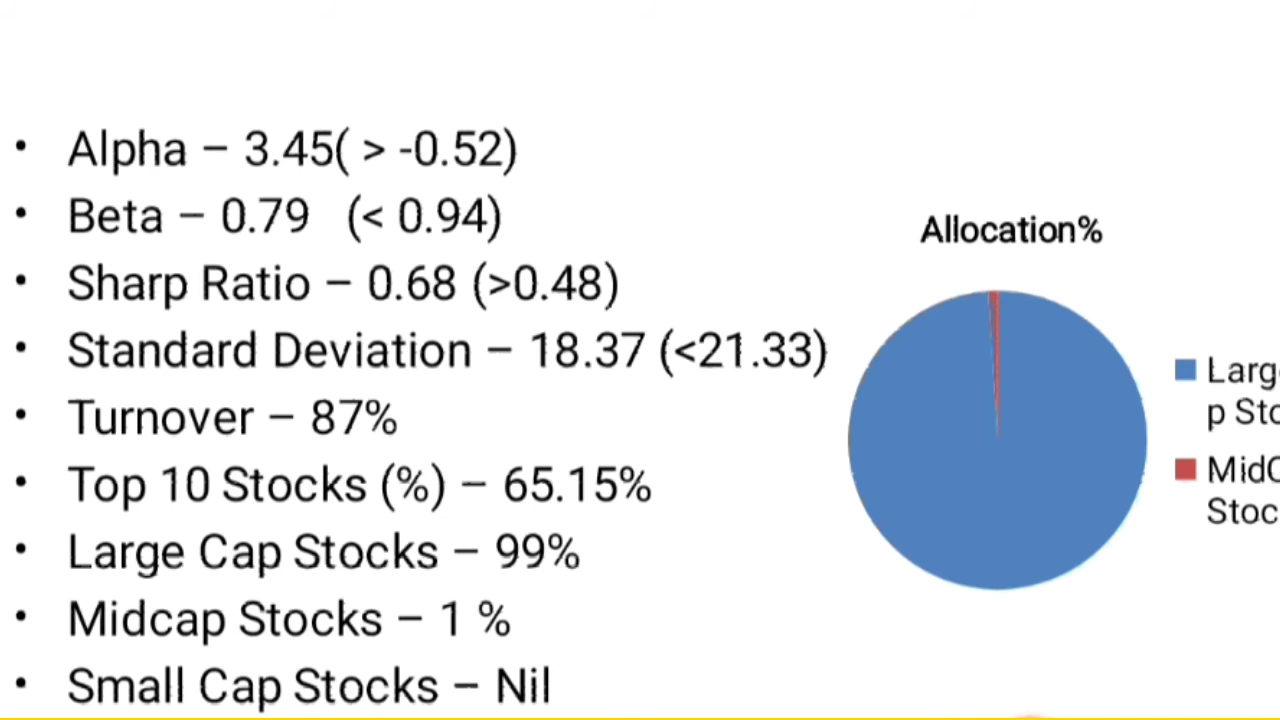 • Alpha – 3.45( > -0.52)
• Beta – 0.79 (< 0.94)
• Sharp Ratio – 0.68 (>0.48)
• Standard Deviation – 18.37 (<21.33)
• Turnover – 87%
• Top 10 Stocks (%) – 65.15%
• Large Cap Stocks – 99%
• Midcap Stocks – 1 %
• Small Cap Stocks – Nil
Allocation%